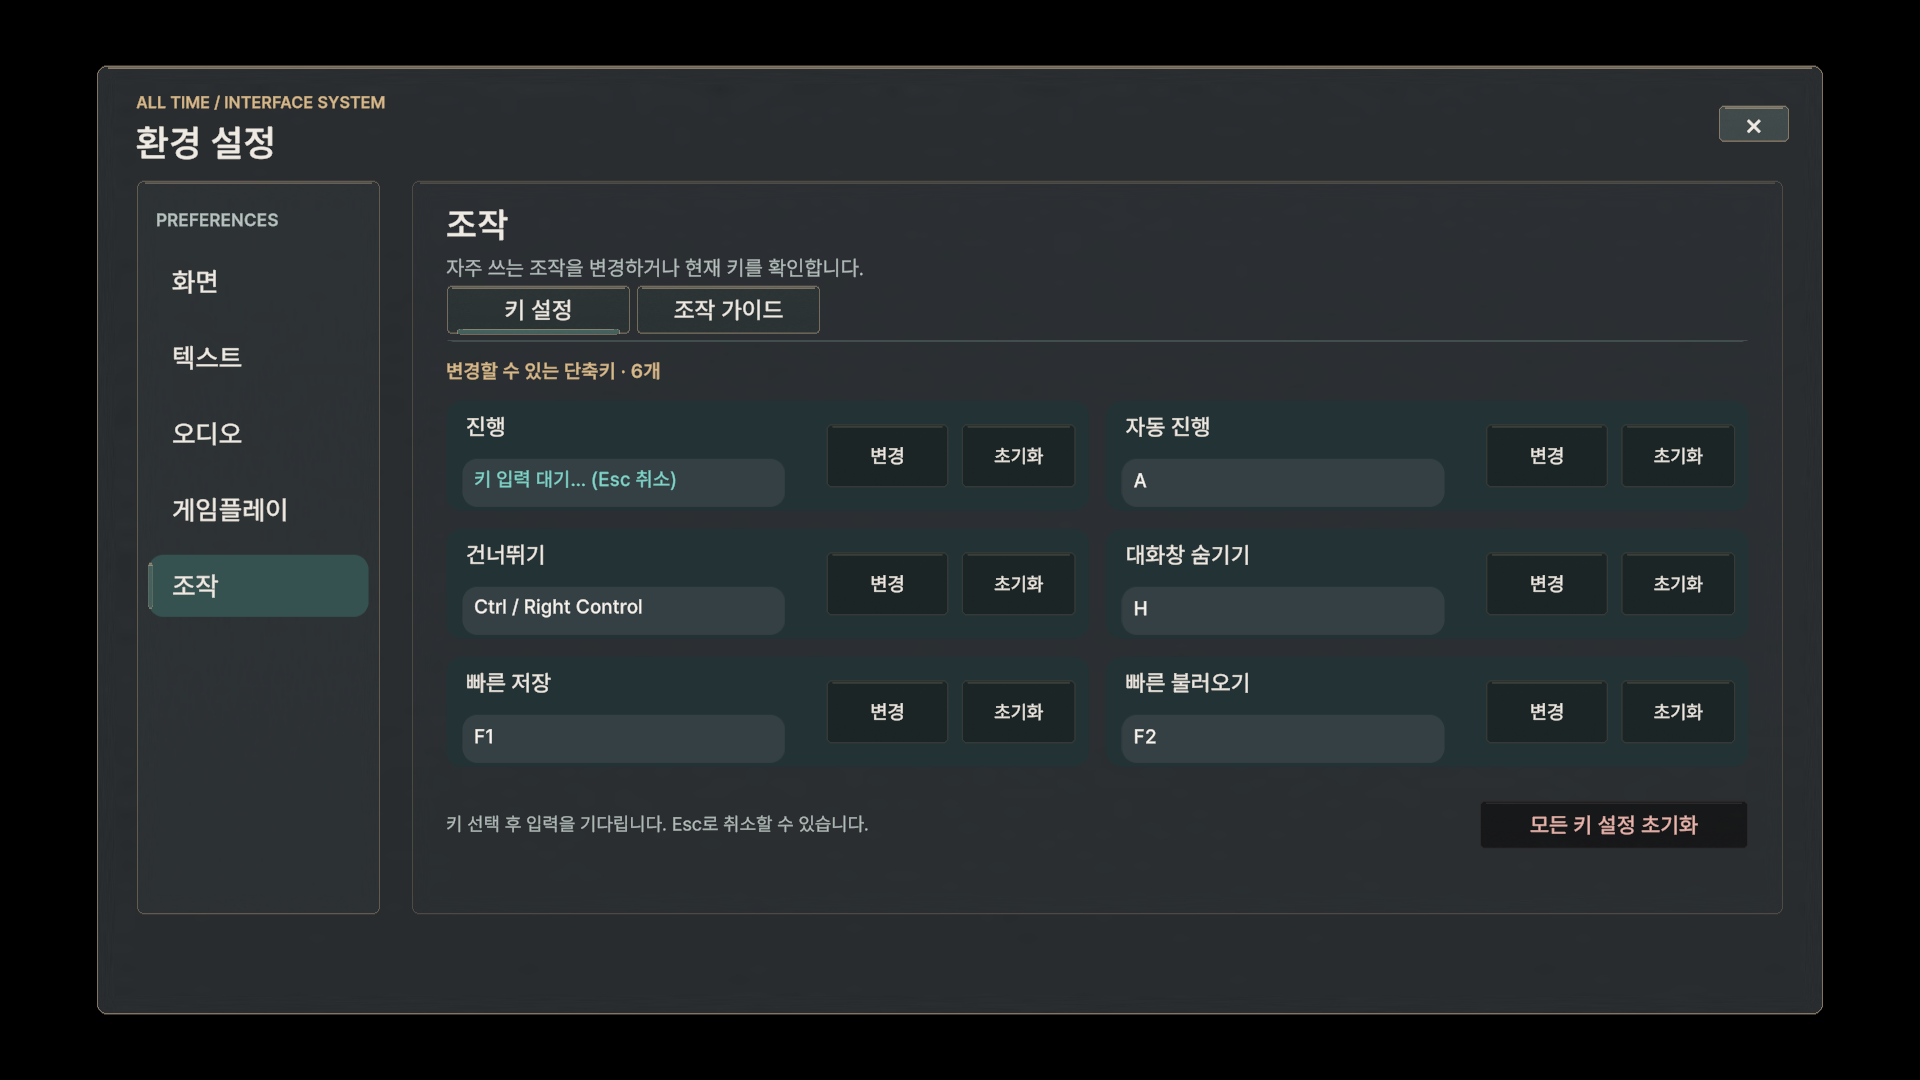 ALL TIME / INTERFACE SYSTEM
환경 설정
×
PREFERENCES
화면
텍스트
오디오
게임플레이
조작
조작
자주 쓰는 조작을 변경하거나 현재 키를 확인합니다.
키 설정
조작 가이드
변경할 수 있는 단축키 · 6개
진행
키 입력 대기... (Esc 취소)
변경
초기화
자동 진행
A
변경
초기화
건너뛰기
Ctrl / Right Control
변경
초기화
대화창 숨기기
H
변경
초기화
빠른 저장
F1
변경
초기화
빠른 불러오기
F2
변경
초기화
키 선택 후 입력을 기다립니다. Esc로 취소할 수 있습니다.
모든 키 설정 초기화